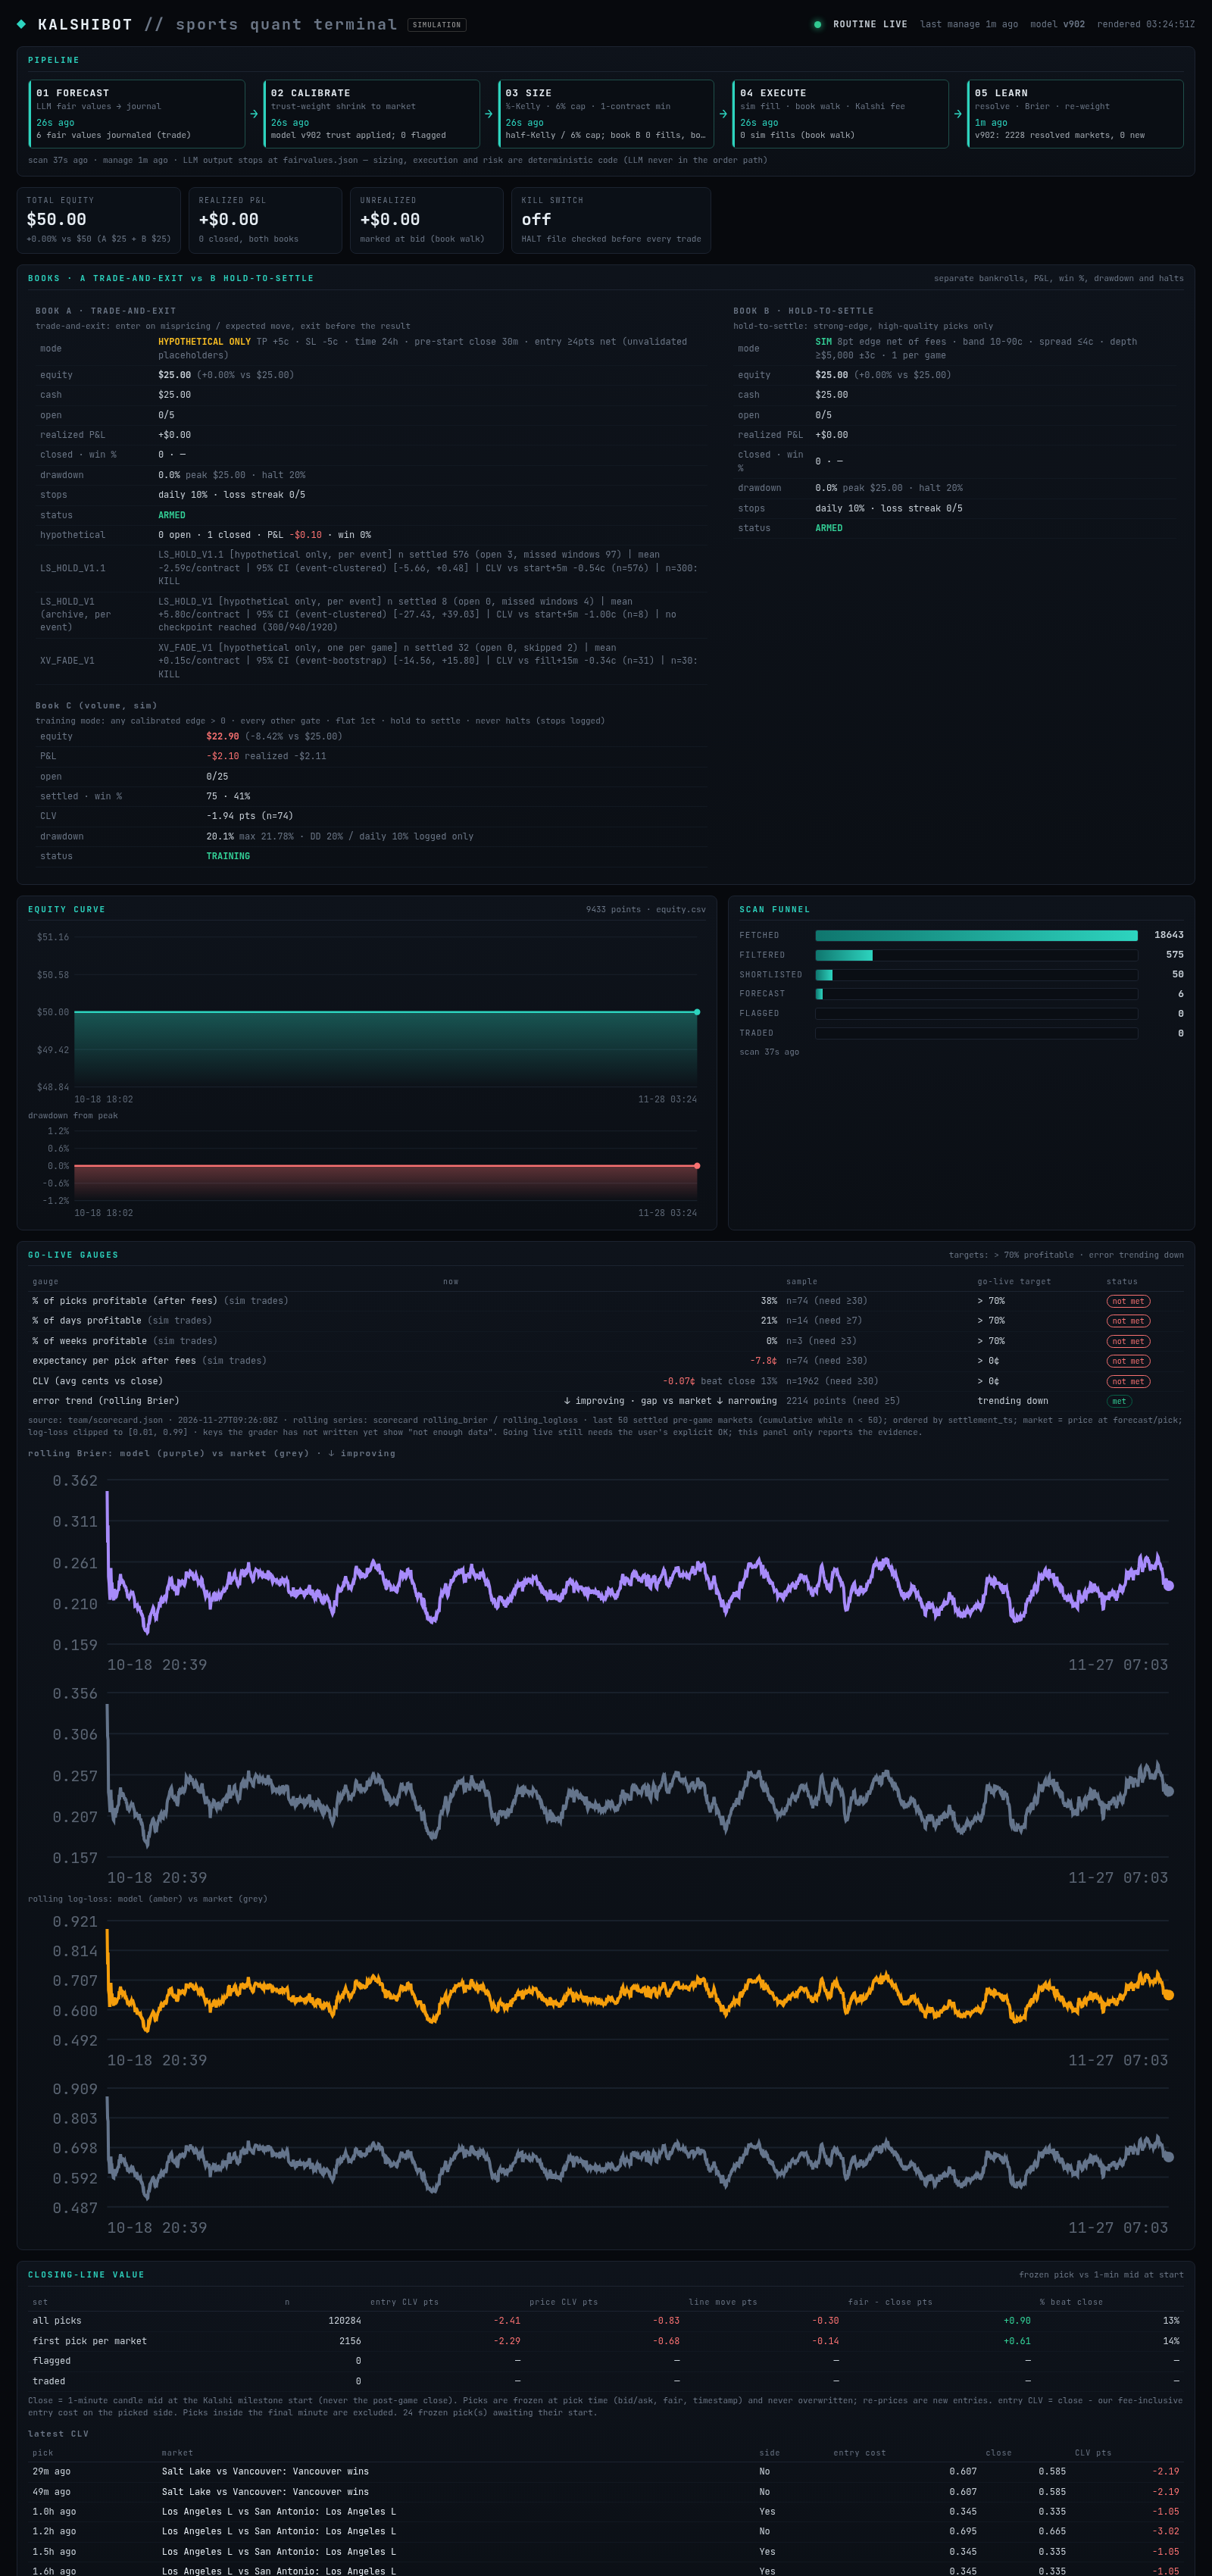 ◆ KALSHIBOT // sports quant terminal SIMULATION
ROUTINE LIVE last manage 1m ago model v902 rendered 03:24:51Z
PIPELINE
01 FORECAST
LLM fair values → journal
26s ago
6 fair values journaled (trade)
→
02 CALIBRATE
trust-weight shrink to market
26s ago
model v902 trust applied; 0 flagged
→
03 SIZE
½-Kelly · 6% cap · 1-contract min
26s ago
half-Kelly / 6% cap; book B 0 fills, bo…
→
04 EXECUTE
sim fill · book walk · Kalshi fee
26s ago
0 sim fills (book walk)
→
05 LEARN
resolve · Brier · re-weight
1m ago
v902: 2228 resolved markets, 0 new
scan 37s ago · manage 1m ago · LLM output stops at fairvalues.json — sizing, execution and risk are deterministic code (LLM never in the order path)
TOTAL EQUITY
$50.00
+0.00% vs $50 (A $25 + B $25)
REALIZED P&L
+$0.00
0 closed, both books
UNREALIZED
+$0.00
marked at bid (book walk)
KILL SWITCH
off
HALT file checked before every trade
BOOKS · A TRADE-AND-EXIT vs B HOLD-TO-SETTLE
separate bankrolls, P&L, win %, drawdown and halts
BOOK A · TRADE-AND-EXIT
trade-and-exit: enter on mispricing / expected move, exit before the result
mode HYPOTHETICAL ONLY TP +5c · SL -5c · time 24h · pre-start close 30m · entry ≥4pts net (unvalidated
placeholders)
equity $25.00 (+0.00% vs $25.00)
cash $25.00
open 0/5
realized P&L +$0.00
closed · win % 0 · —
drawdown 0.0% peak $25.00 · halt 20%
stops daily 10% · loss streak 0/5
status ARMED
hypothetical 0 open · 1 closed · P&L -$0.10 · win 0%
LS_HOLD_V1.1 LS_HOLD_V1.1 [hypothetical only, per event] n settled 576 (open 3, missed windows 97) | mean
-2.59c/contract | 95% CI (event-clustered) [-5.66, +0.48] | CLV vs start+5m -0.54c (n=576) | n=300:
KILL
LS_HOLD_V1 (archive, per event)
LS_HOLD_V1 [hypothetical only, per event] n settled 8 (open 0, missed windows 4) | mean
+5.80c/contract | 95% CI (event-clustered) [-27.43, +39.03] | CLV vs start+5m -1.00c (n=8) | no
checkpoint reached (300/940/1920)
XV_FADE_V1 XV_FADE_V1 [hypothetical only, one per game] n settled 32 (open 0, skipped 2) | mean
+0.15c/contract | 95% CI (event-bootstrap) [-14.56, +15.80] | CLV vs fill+15m -0.34c (n=31) | n=30:
KILL
BOOK B · HOLD-TO-SETTLE
hold-to-settle: strong-edge, high-quality picks only
mode SIM 8pt edge net of fees · band 10-90c · spread ≤4c · depth
≥$5,000 ±3c · 1 per game
equity $25.00 (+0.00% vs $25.00)
cash $25.00
open 0/5
realized P&L +$0.00
closed · win % 0 · —
drawdown 0.0% peak $25.00 · halt 20%
stops daily 10% · loss streak 0/5
status ARMED
Book C (volume, sim)
training mode: any calibrated edge > 0 · every other gate · flat 1ct · hold to settle · never halts (stops logged)
equity $22.90 (-8.42% vs $25.00)
P&L -$2.10 realized -$2.11
open 0/25
settled · win % 75 · 41%
CLV -1.94 pts (n=74)
drawdown 20.1% max 21.78% · DD 20% / daily 10% logged only
status TRAINING
EQUITY CURVE
9433 points · equity.csv
$51.16
$50.58
$50.00
$49.42
$48.84
10-18 18:02 11-28 03:24
drawdown from peak
1.2%
0.6%
0.0%
-0.6%
-1.2%
10-18 18:02 11-28 03:24
SCAN FUNNEL
FETCHED 18643
FILTERED 575
SHORTLISTED 50
FORECAST 6
FLAGGED 0
TRADED 0
scan 37s ago
GO-LIVE GAUGES
targets: > 70% profitable · error trending down
gauge now sample go-live target status
% of picks profitable (after fees) (sim trades) 38% n=74 (need ≥30) > 70% not met
% of days profitable (sim trades) 21% n=14 (need ≥7) > 70% not met
% of weeks profitable (sim trades) 0% n=3 (need ≥3) > 70% not met
expectancy per pick after fees (sim trades) -7.8¢ n=74 (need ≥30) > 0¢ not met
CLV (avg cents vs close) -0.07¢ beat close 13% n=1962 (need ≥30) > 0¢ not met
error trend (rolling Brier) ↓ improving · gap vs market ↓ narrowing 2214 points (need ≥5) trending down met
source: team/scorecard.json · 2026-11-27T09:26:08Z · rolling series: scorecard rolling_brier / rolling_logloss · last 50 settled pre-game markets (cumulative while n < 50); ordered by settlement_ts; market = price at forecast/pick;
log-loss clipped to [0.01, 0.99] · keys the grader has not written yet show "not enough data". Going live still needs the user's explicit OK; this panel only reports the evidence.
rolling Brier: model (purple) vs market (grey) · ↓ improving
0.362
0.311
0.261
0.210
0.159
10-18 20:39 11-27 07:03
0.356
0.306
0.257
0.207
0.157
10-18 20:39 11-27 07:03
rolling log-loss: model (amber) vs market (grey)
0.921
0.814
0.707
0.600
0.492
10-18 20:39 11-27 07:03
0.909
0.803
0.698
0.592
0.487
10-18 20:39 11-27 07:03
CLOSING-LINE VALUE
frozen pick vs 1-min mid at start
set n entry CLV pts price CLV pts line move pts fair - close pts % beat close
all picks 120284 -2.41 -0.83 -0.30 +0.90 13%
first pick per market 2156 -2.29 -0.68 -0.14 +0.61 14%
flagged 0 — — — — —
traded 0 — — — — —
Close = 1-minute candle mid at the Kalshi milestone start (never the post-game close). Picks are frozen at pick time (bid/ask, fair, timestamp) and never overwritten; re-prices are new entries. entry CLV = close - our fee-inclusive
entry cost on the picked side. Picks inside the final minute are excluded. 24 frozen pick(s) awaiting their start.
latest CLV
pick market side entry cost close CLV pts
29m ago Salt Lake vs Vancouver: Vancouver wins No 0.607 0.585 -2.19
49m ago Salt Lake vs Vancouver: Vancouver wins No 0.607 0.585 -2.19
1.0h ago Los Angeles L vs San Antonio: Los Angeles L Yes 0.345 0.335 -1.05
1.2h ago Los Angeles L vs San Antonio: Los Angeles L No 0.695 0.665 -3.02
1.5h ago Los Angeles L vs San Antonio: Los Angeles L Yes 0.345 0.335 -1.05
1.6h ago Los Angeles L vs San Antonio: Los Angeles L Yes 0.345 0.335 -1.05